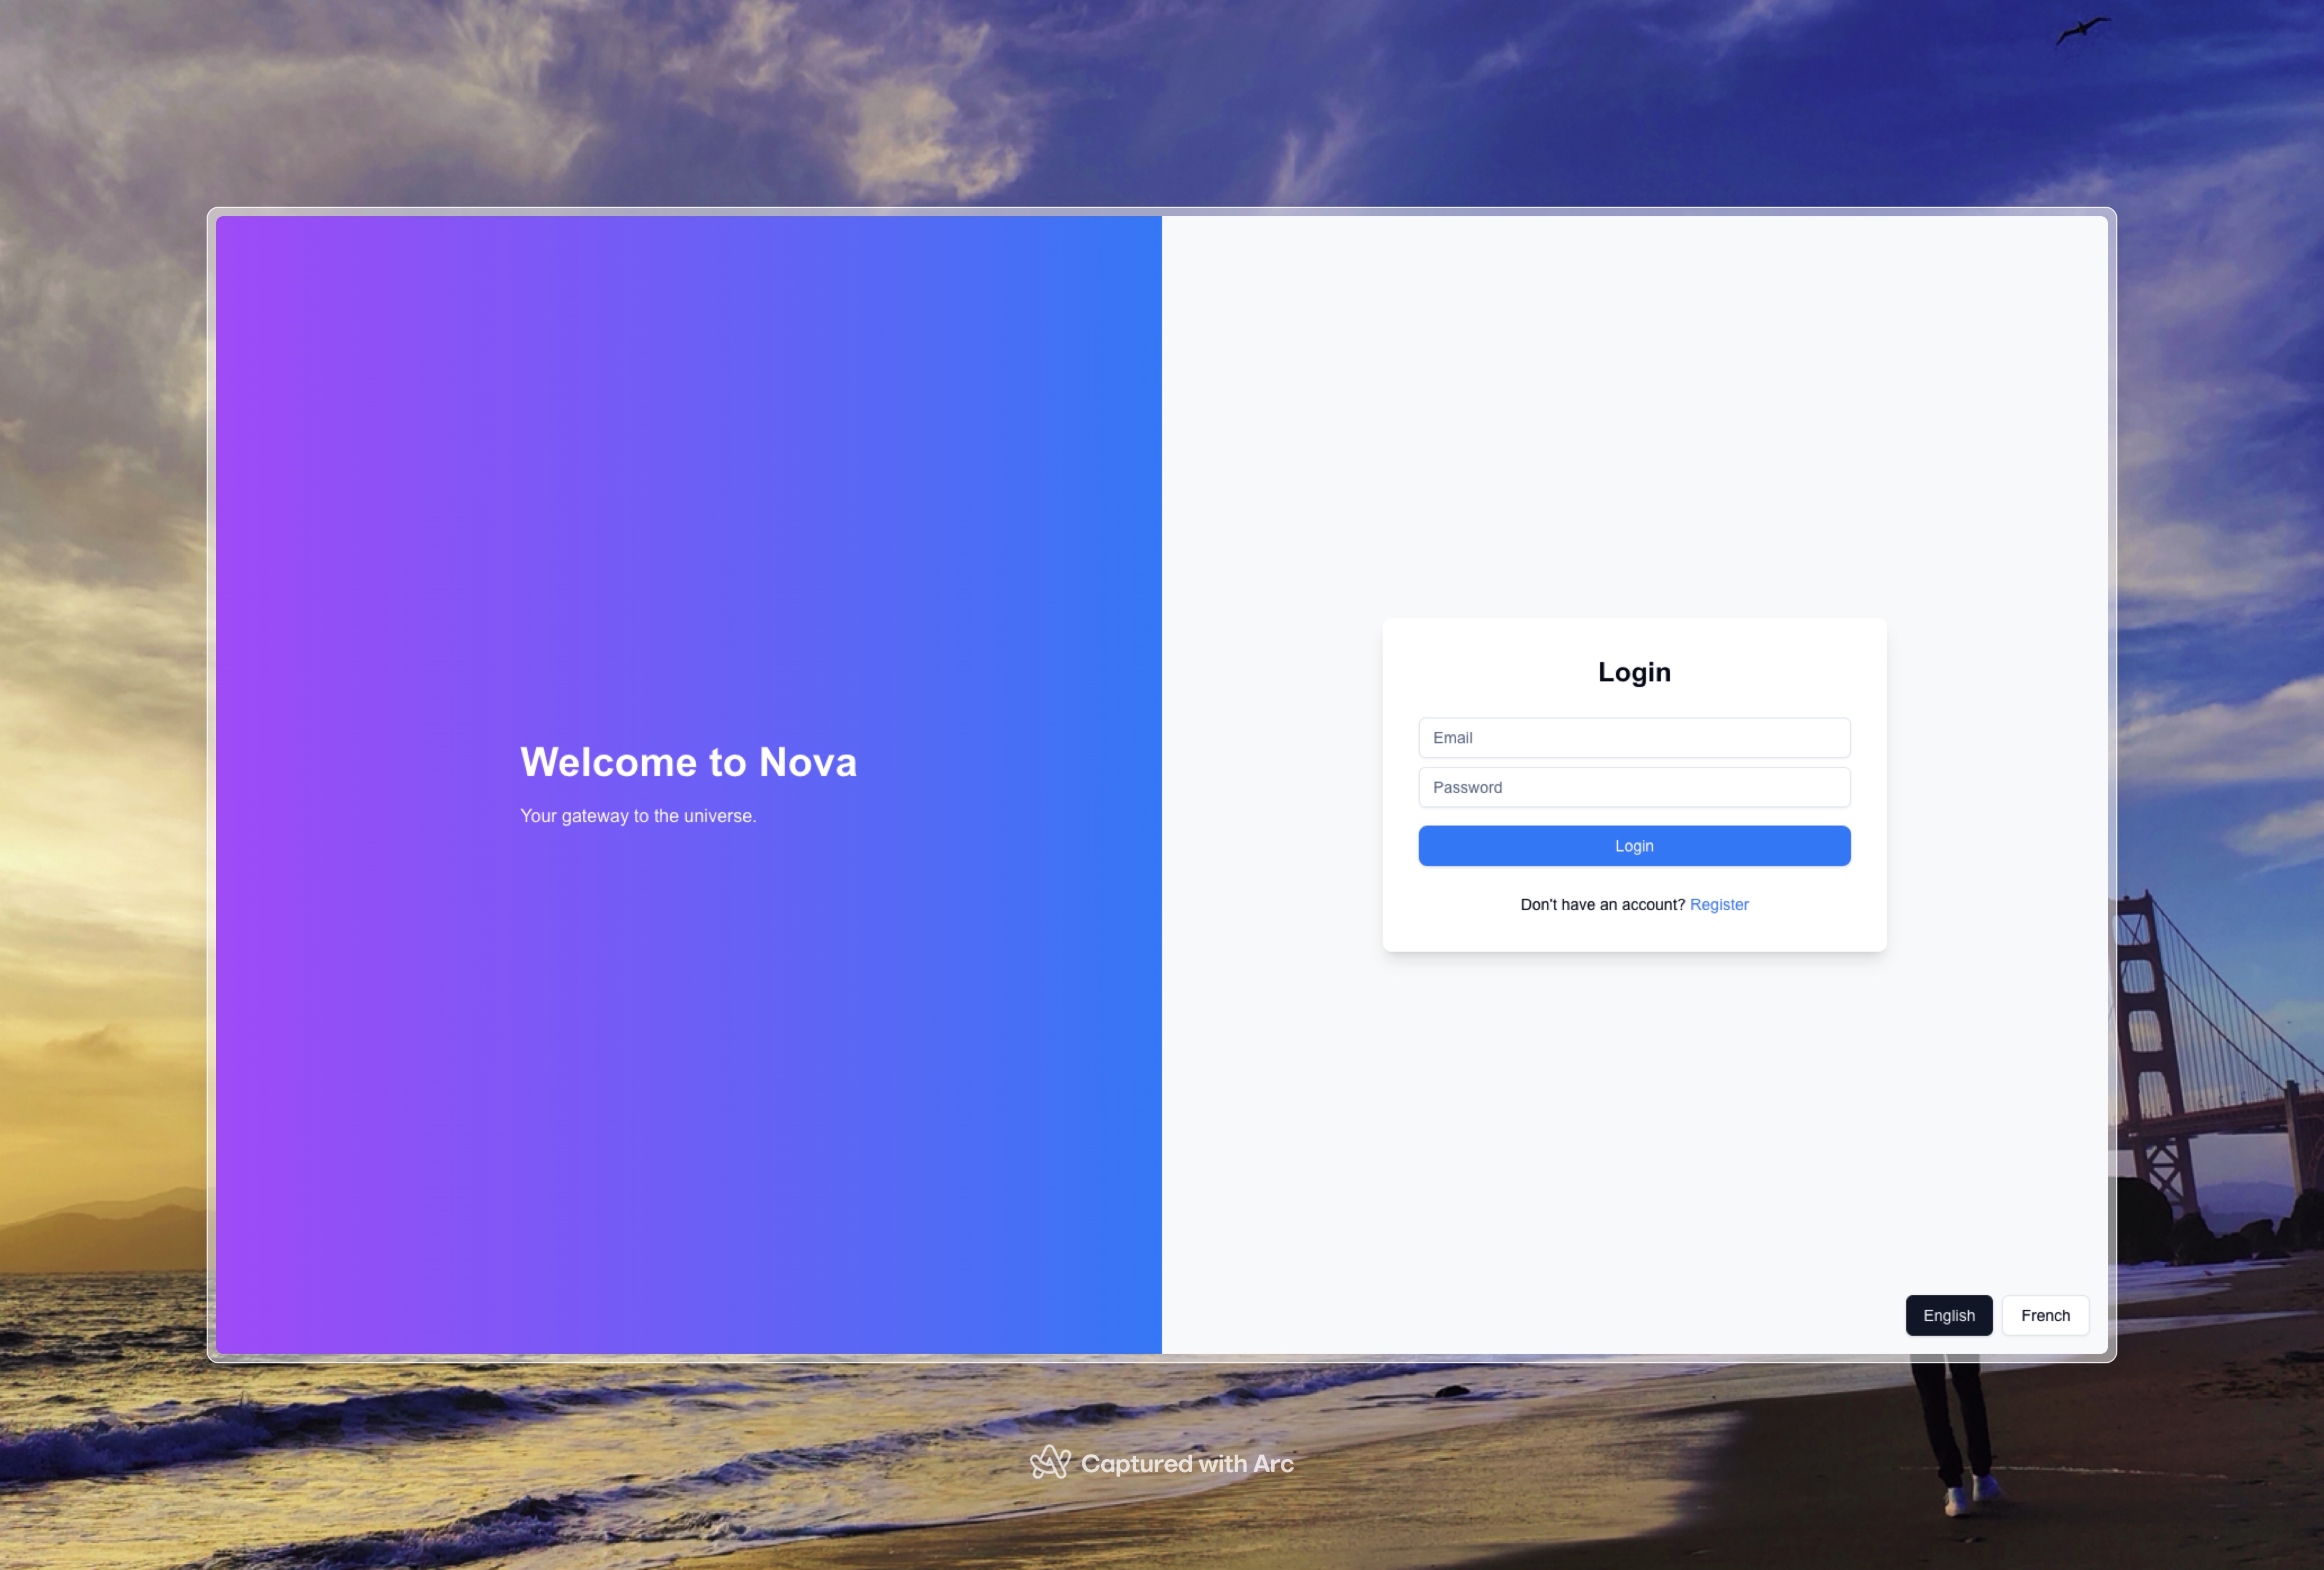 Welcome to Nova
Your gateway to the universe.
Login
Email
Password
Login
Don't have an account? Register
English
French
Captured with Arc